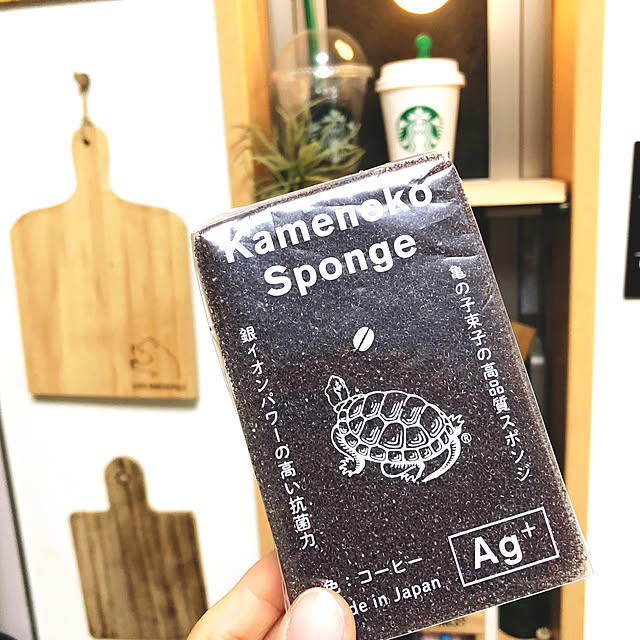 Kamenoko
Sponge
亀の子束子の高品質スポンジ
銀イオンパワーの高い抗菌力
®
色：コーヒー
Made in Japan
Ag+